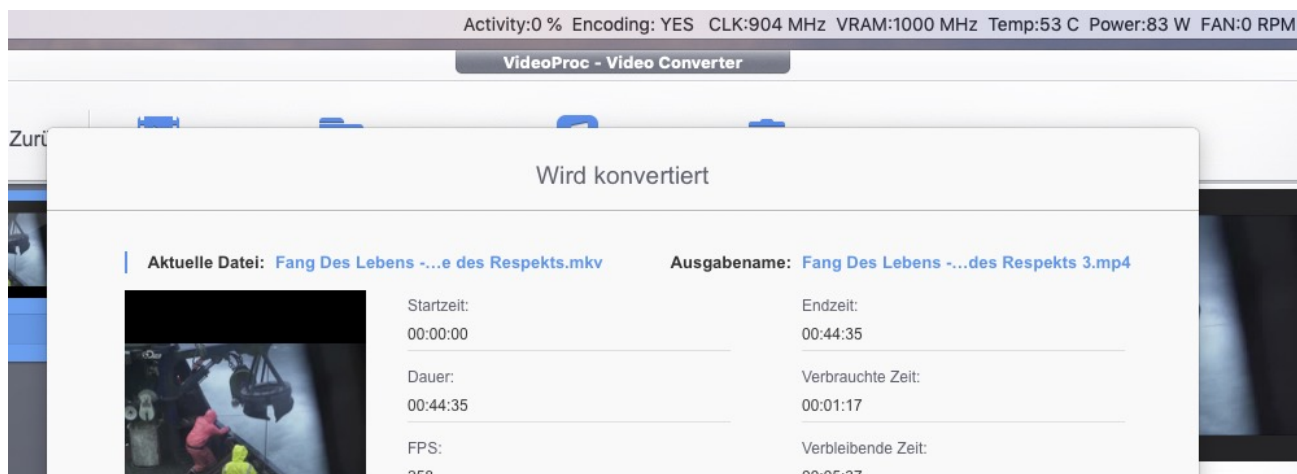 Activity:0 % Encoding: YES CLK:904 MHz VRAM:1000 MHz Temp:53 C Power:83 W FAN:0 RPM
VideoProc - Video Converter
Zurü
Wird konvertiert
Aktuelle Datei: Fang Des Lebens -...e des Respekts.mkv
Ausgabename: Fang Des Lebens -...des Respekts 3.mp4
Startzeit:
00:00:00
Endzeit:
00:44:35
Dauer:
00:44:35
Verbrauchte Zeit:
00:01:17
FPS:
Verbleibende Zeit: